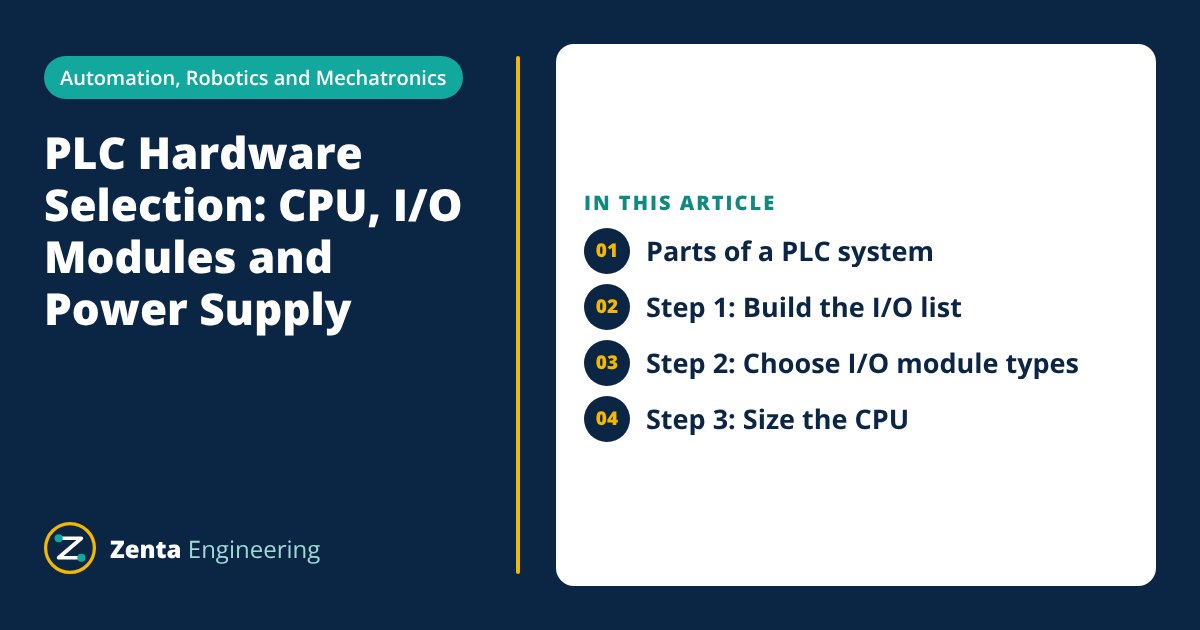 Automation, Robotics and Mechatronics
PLC Hardware
Selection: CPU, I/O
Modules and
Power Supply
Zenta Engineering
IN THIS ARTICLE
01 Parts of a PLC system
02 Step 1: Build the I/O list
03 Step 2: Choose I/O module types
04 Step 3: Size the CPU